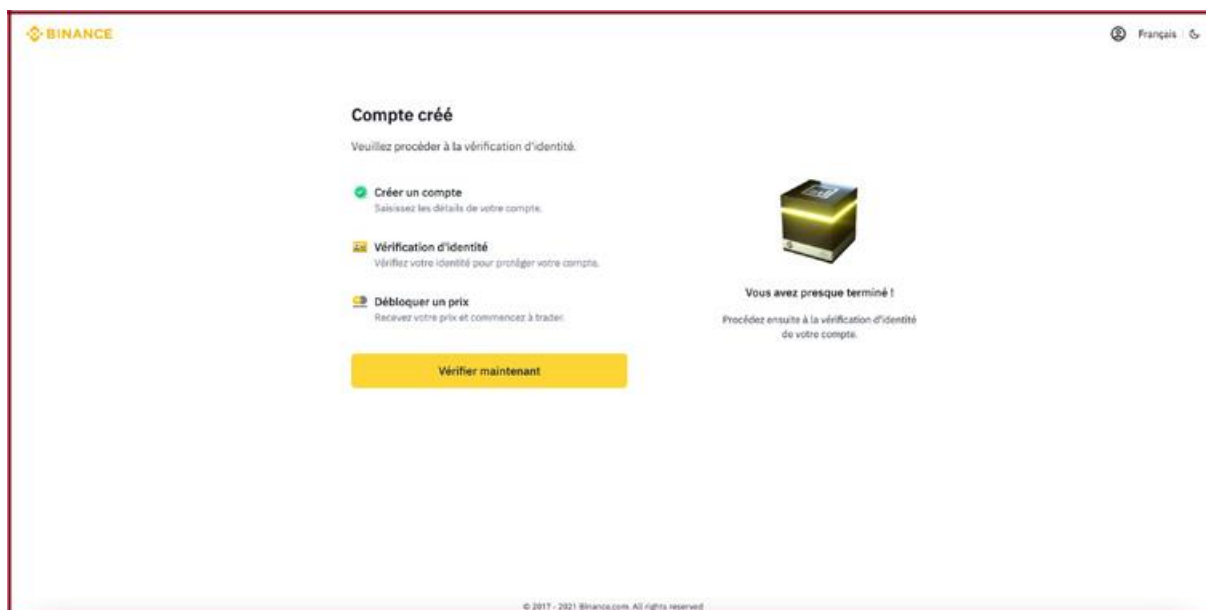 BINANCE
Français
Compte créé
Veuillez procéder à la vérification d'identité.
Créer un compte
Saisissez les détails de votre compte.
Vérification d'identité
Vérifiez votre identité pour protéger votre compte.
Débloquer un prix
Recevez votre prix et commencez à trader.
Vérifier maintenant
Vous avez presque terminé !
Procédez ensuite à la vérification d'identité
de votre compte.
© 2017 - 2021 Binance.com. All rights reserved